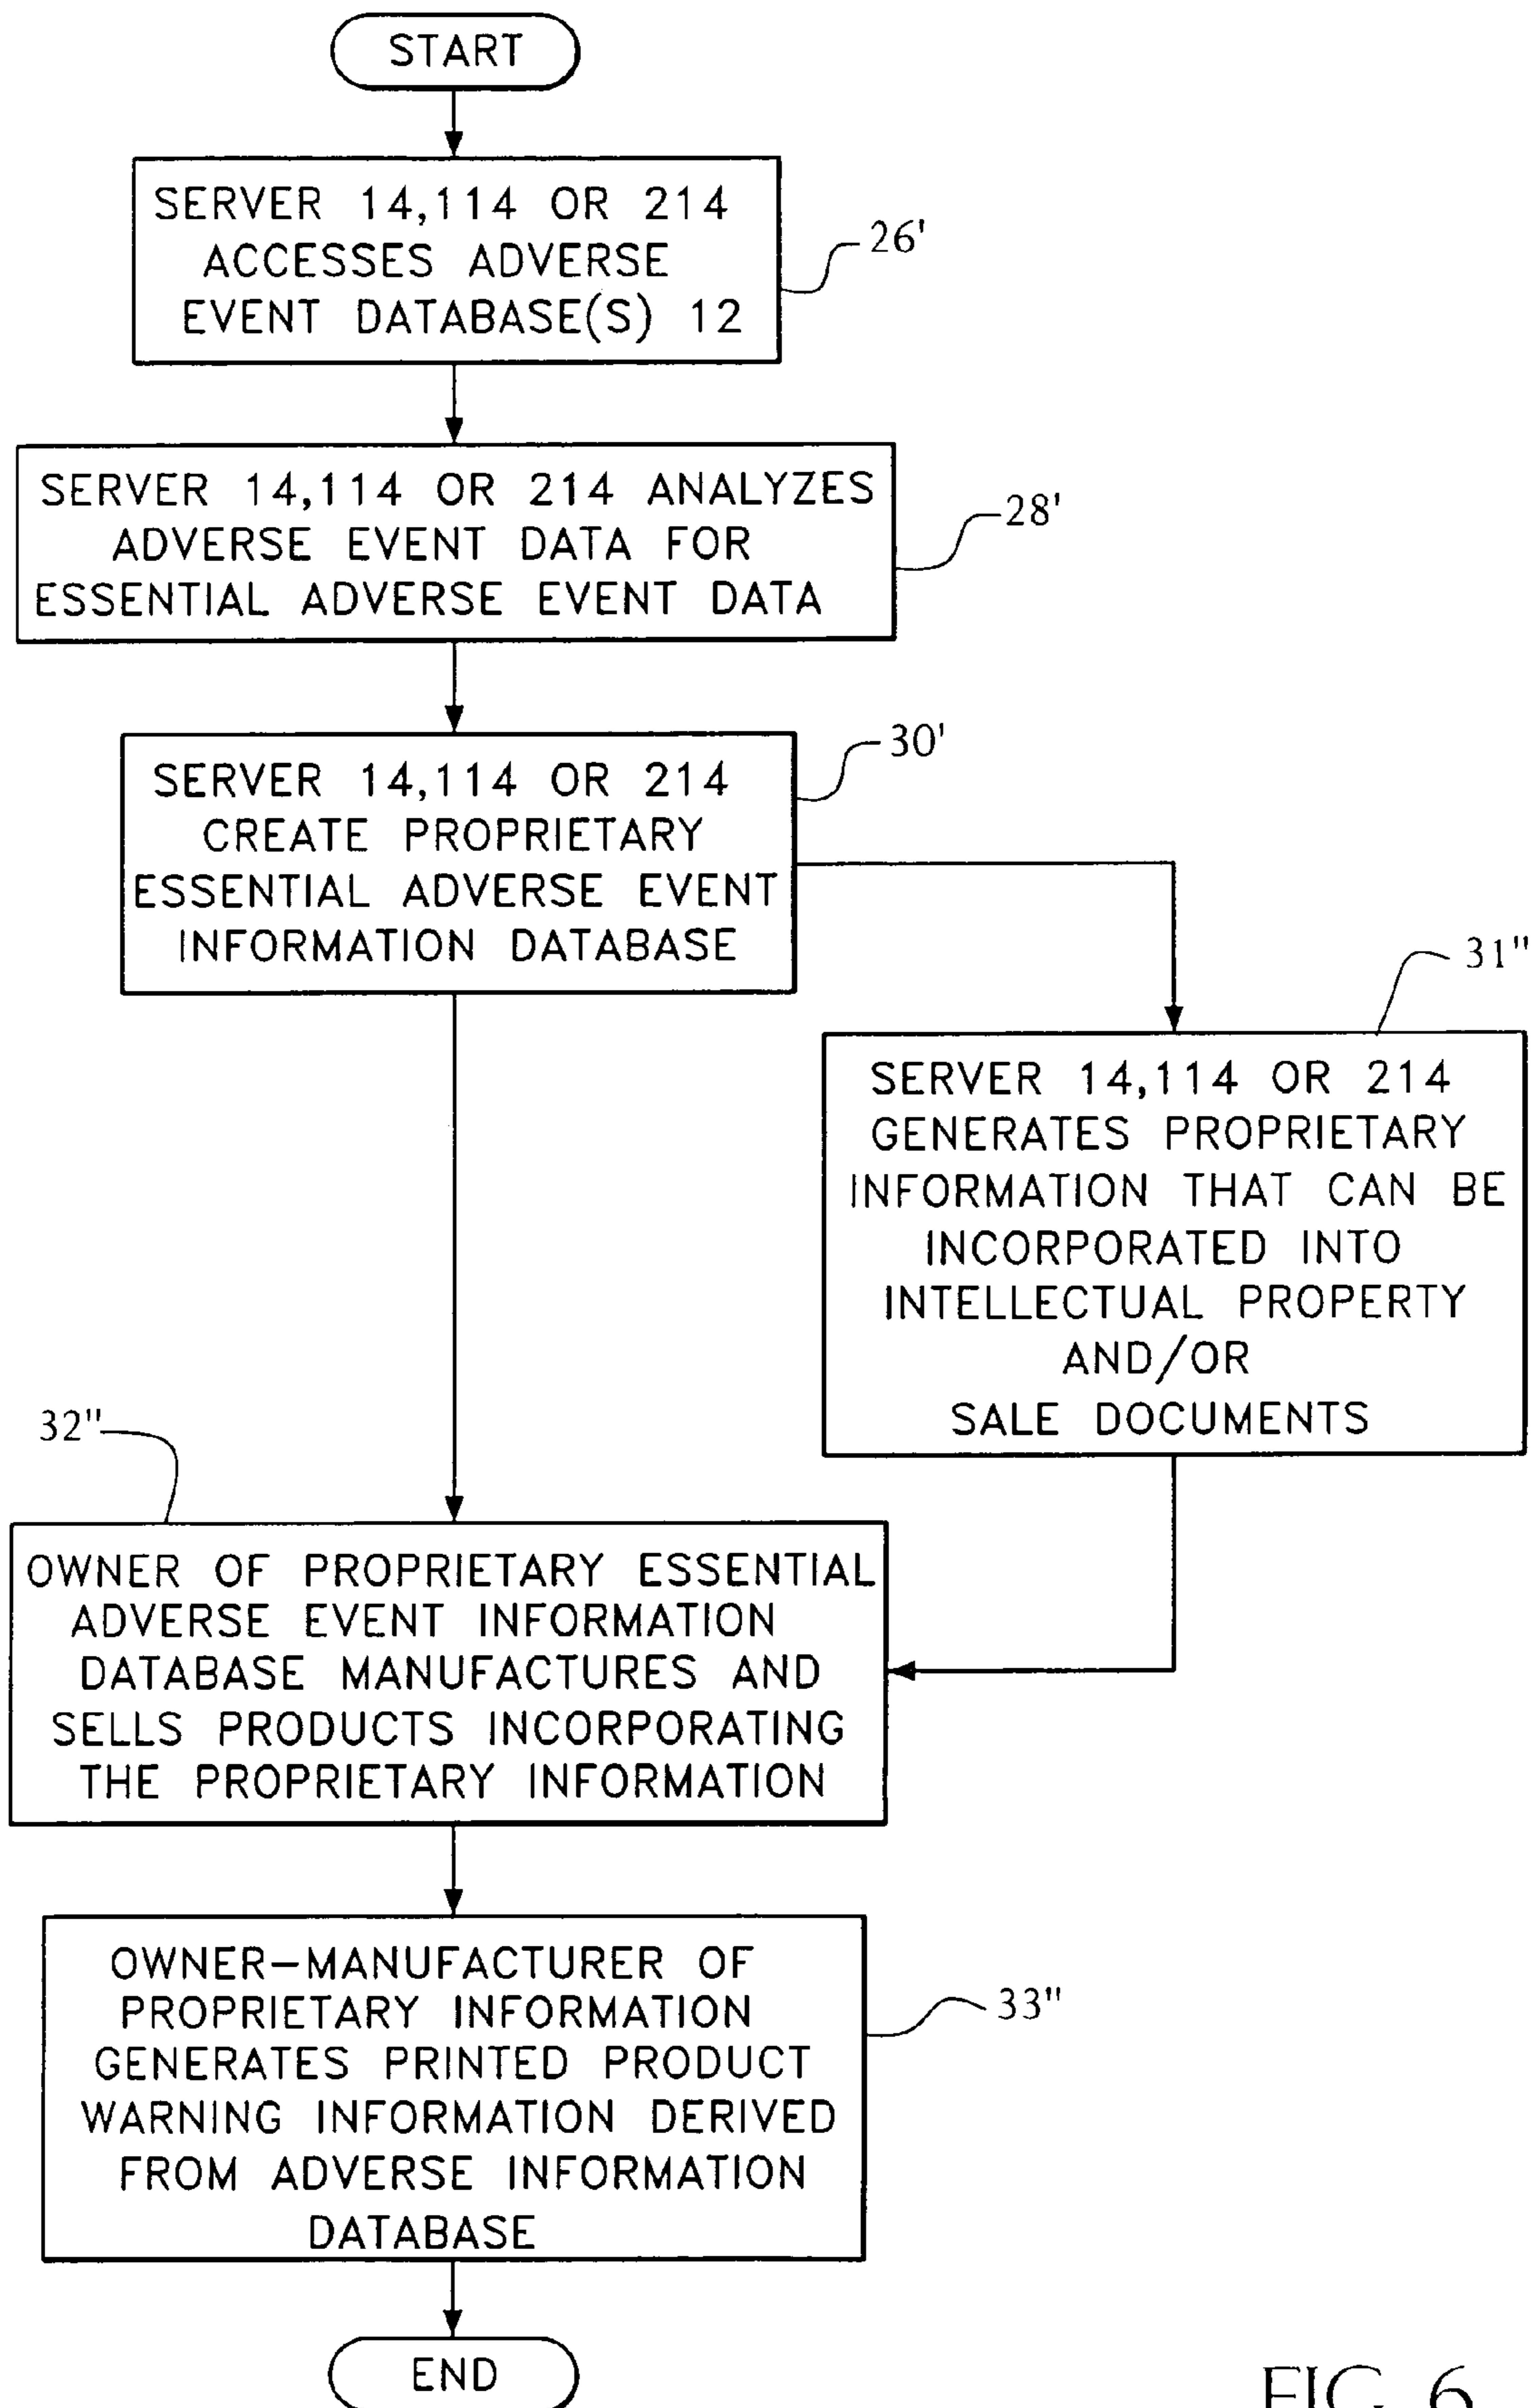 START
SERVER 14,114 OR 214
ACCESSES ADVERSE
EVENT DATABASE(S) 12
26'
SERVER 14,114 OR 214 ANALYZES
ADVERSE EVENT DATA FOR
ESSENTIAL ADVERSE EVENT DATA
28'
SERVER 14,114 OR 214
CREATE PROPRIETARY
ESSENTIAL ADVERSE EVENT
INFORMATION DATABASE
30'
31"
SERVER 14,114 OR 214
GENERATES PROPRIETARY
INFORMATION THAT CAN BE
INCORPORATED INTO
INTELLECTUAL PROPERTY
AND/OR
SALE DOCUMENTS
32"
OWNER OF PROPRIETARY ESSENTIAL
ADVERSE EVENT INFORMATION
DATABASE MANUFACTURES AND
SELLS PRODUCTS INCORPORATING
THE PROPRIETARY INFORMATION
OWNER-MANUFACTURER OF
PROPRIETARY INFORMATION
GENERATES PRINTED PRODUCT
WARNING INFORMATION DERIVED
FROM ADVERSE INFORMATION
DATABASE
33"
END
FIG. 6